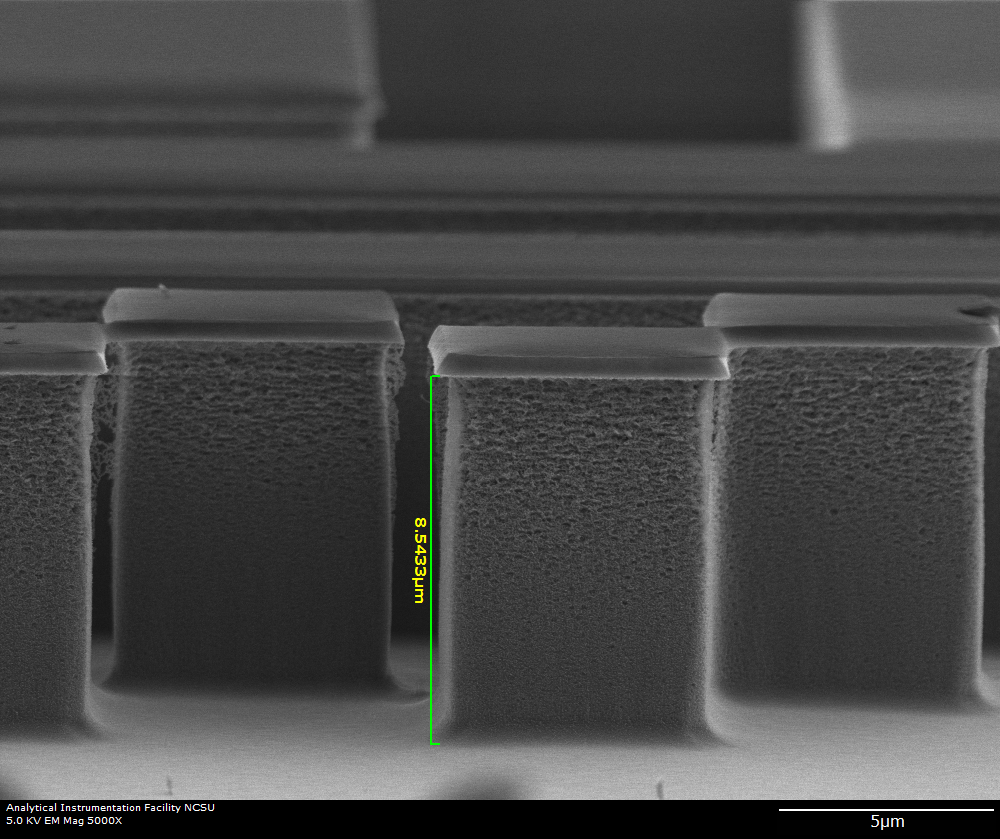 8.5433µm
Analytical Instrumentation Facility NCSU
5.0 KV EM Mag 5000X
5µm